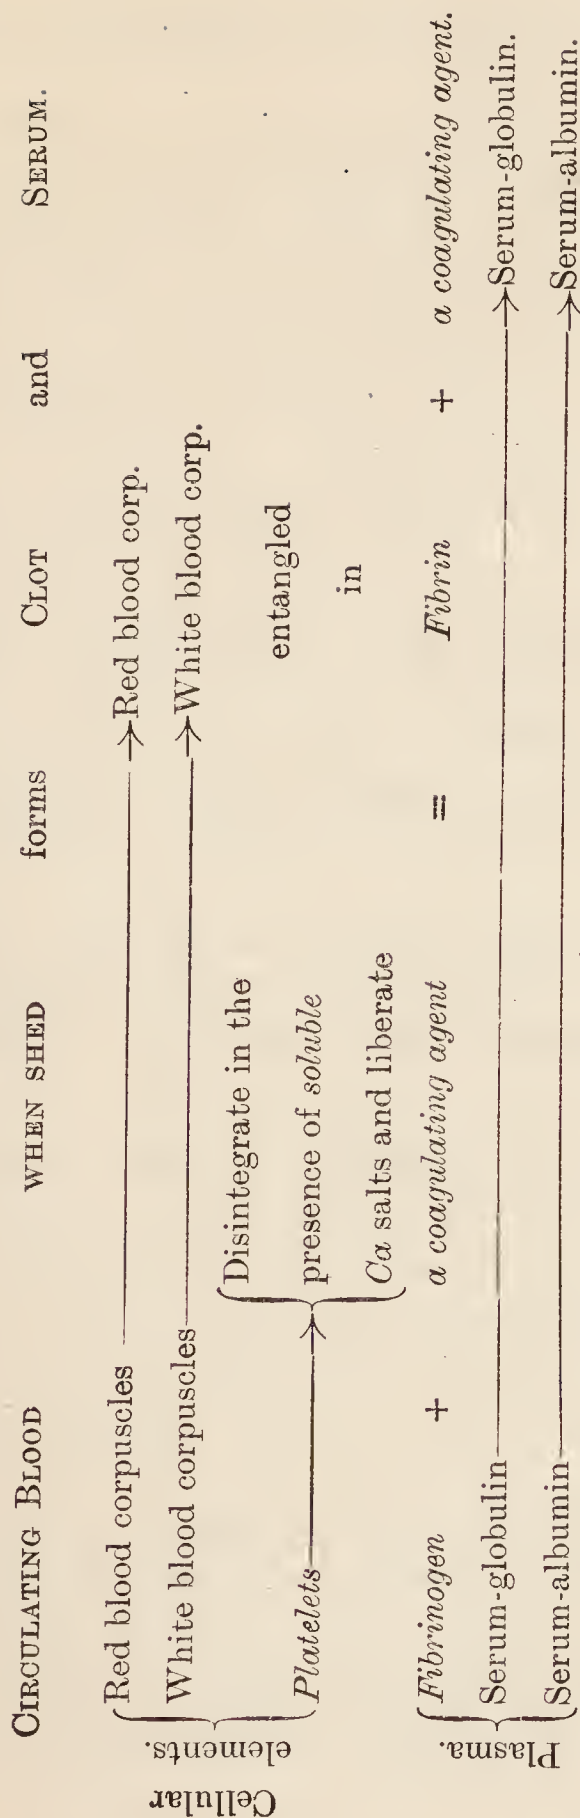 CIRCULATING BLOOD WHEN SHED forms CLOT and SERUM.
Cellular elements.
Red blood corpuscles Red blood corp.
White blood corpuscles White blood corp.
Platelets
Disintegrate in the
presence of soluble
Ca salts and liberate
entangled
in
Plasma.
Fibrinogen + a coagulating agent = Fibrin + a coagulating agent.
Serum-globulin Serum-globulin.
Serum-albumin Serum-albumin.